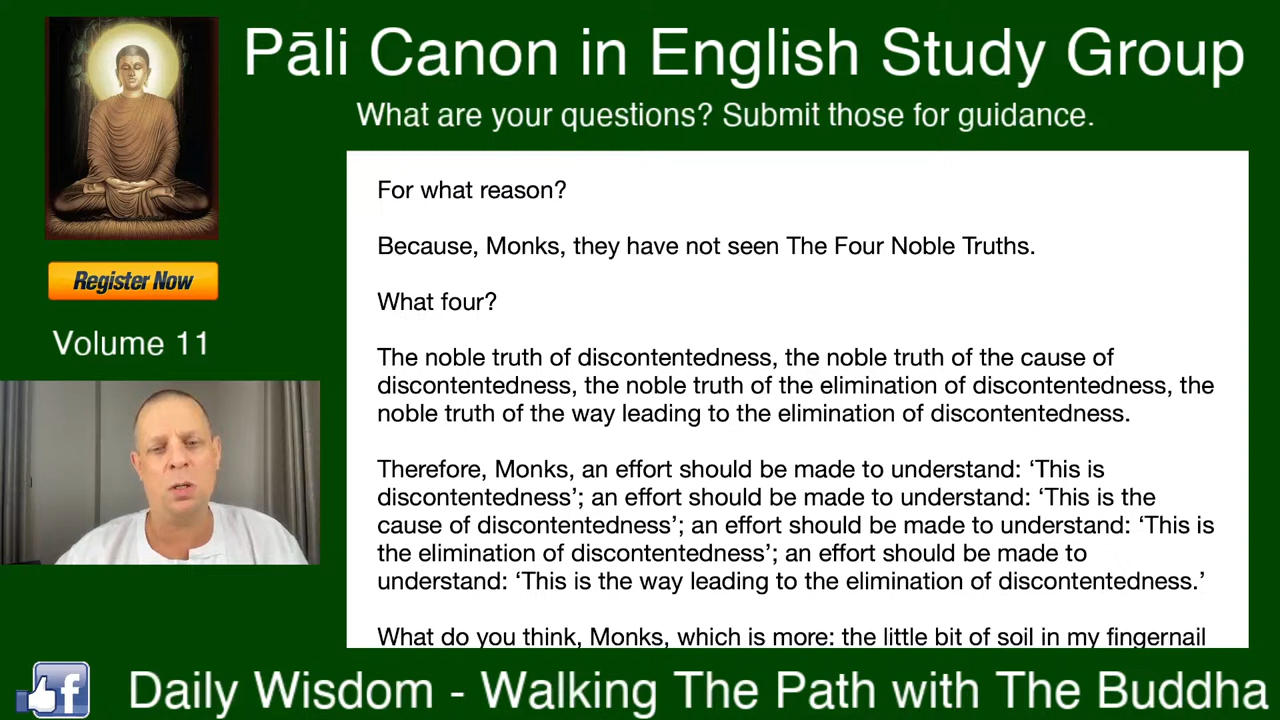 Pāli Canon in English Study Group
What are your questions? Submit those for guidance.
Register Now
Volume 11
For what reason?
Because, Monks, they have not seen The Four Noble Truths.
What four?
The noble truth of discontentedness, the noble truth of the cause of
discontentedness, the noble truth of the elimination of discontentedness, the
noble truth of the way leading to the elimination of discontentedness.
Therefore, Monks, an effort should be made to understand: ‘This is
discontentedness’; an effort should be made to understand: ‘This is the
cause of discontentedness’; an effort should be made to understand: ‘This is
the elimination of discontentedness’; an effort should be made to
understand: ‘This is the way leading to the elimination of discontentedness.’
What do you think, Monks, which is more: the little bit of soil in my fingernail
f
Daily Wisdom - Walking The Path with The Buddha